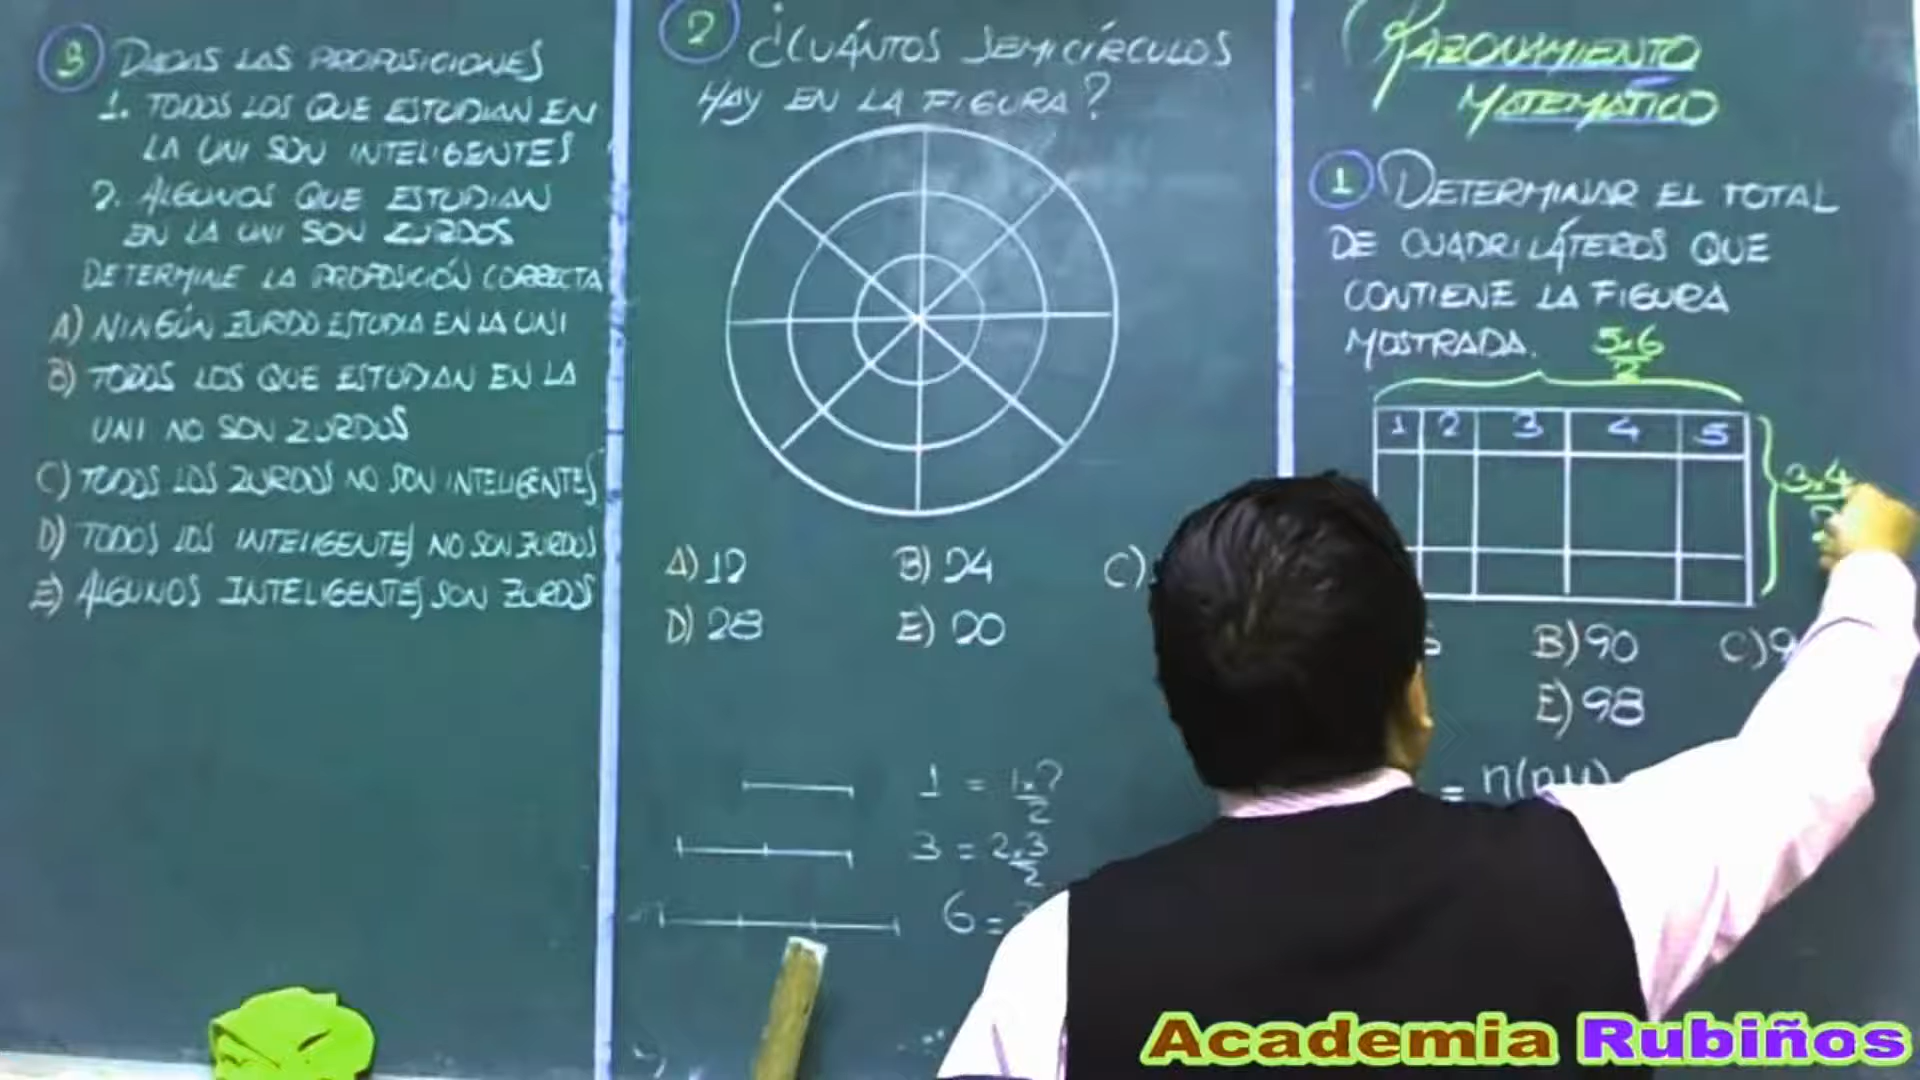 3 DADAS LAS PROPOSICIONES
1. TODOS LOS QUE ESTUDIAN EN
LA UNI SON INTELIGENTES
2. ALGUNOS QUE ESTUDIAN
EN LA UNI SON ZURDOS
DETERMINE LA PROPOSICIÓN CORRECTA
A) NINGÚN ZURDO ESTUDIA EN LA UNI
B) TODOS LOS QUE ESTUDIAN EN LA
UNI NO SON ZURDOS
C) TODOS LOS ZURDOS NO SON INTELIGENTES
D) TODOS LOS INTELIGENTES NO SON ZURDOS
E) ALGUNOS INTELIGENTES SON ZURDOS
2 ¿CUÁNTOS SEMICÍRCULOS
HAY EN LA FIGURA?
A) 12 B) 24 C)
D) 28 E) 20
1 = 1x2/2
3 = 2x3/2
6 =
RAZONAMIENTO
MATEMÁTICO
1 DETERMINAR EL TOTAL
DE CUADRILÁTEROS QUE
CONTIENE LA FIGURA
MOSTRADA.
5x6/2
1 2 3 4 5
3x4
B) 90 C) 9
E) 98
= n(n+1)
Academia Rubiños